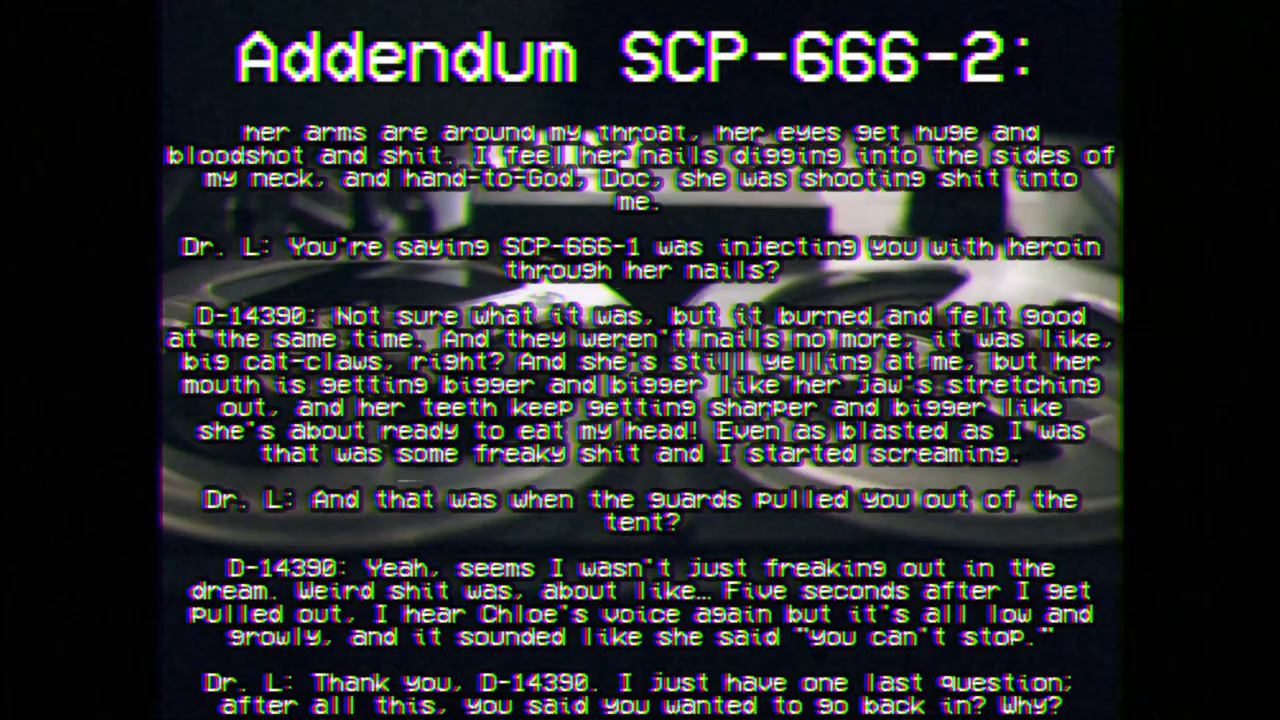 Addendum SCP-666-2:
her arms are around my throat, her eyes get huge and
bloodshot and shit. I feel her nails digging into the sides of
my neck, and hand-to-God, Doc, she was shooting shit into
me.
Dr. L: You're saying SCP-666-1 was injecting you with heroin
through her nails?
D-14390: Not sure what it was, but it burned and felt good
at the same time. And they weren't nails no more, it was like,
big cat-claws, right? And she's still yelling at me, but her
mouth is getting bigger and bigger like her jaw's stretching
out, and her teeth keep getting sharper and bigger like
she's about ready to eat my head! Even as blasted as I was
that was some freaky shit and I started screaming.
Dr. L: And that was when the guards pulled you out of the
tent?
D-14390: Yeah, seems I wasn't just freaking out in the
dream. Weird shit was, about like… Five seconds after I get
pulled out, I hear Chloe's voice again but it's all low and
growly, and it sounded like she said "'you can't stop.'"
Dr. L: Thank you, D-14390. I just have one last question;
after all this, you said you wanted to go back in? Why?